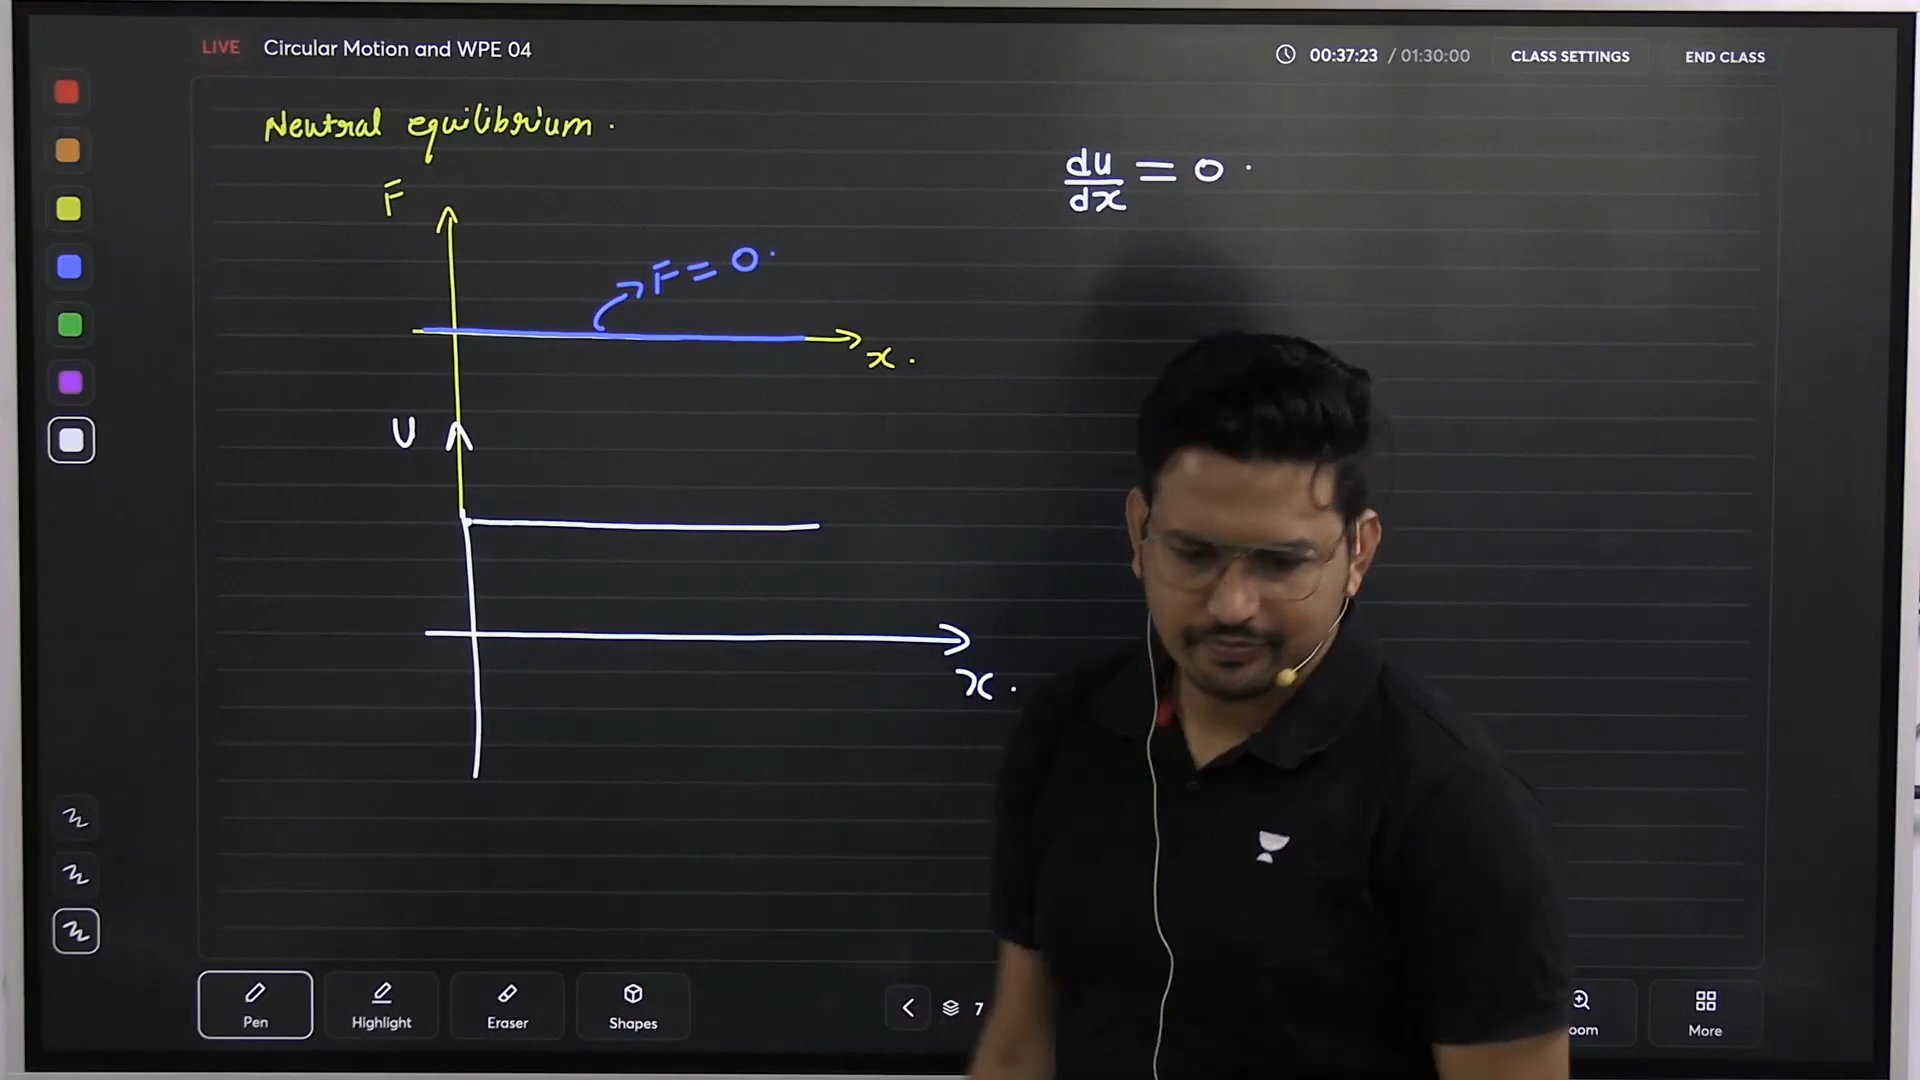 LIVE Circular Motion and WPE 04
00:37:23 / 01:30:00 CLASS SETTINGS END CLASS
Neutral equilibrium.
du/dx = 0.
F
F = 0.
x.
U
x.
Pen Highlight Eraser Shapes
7
oom More